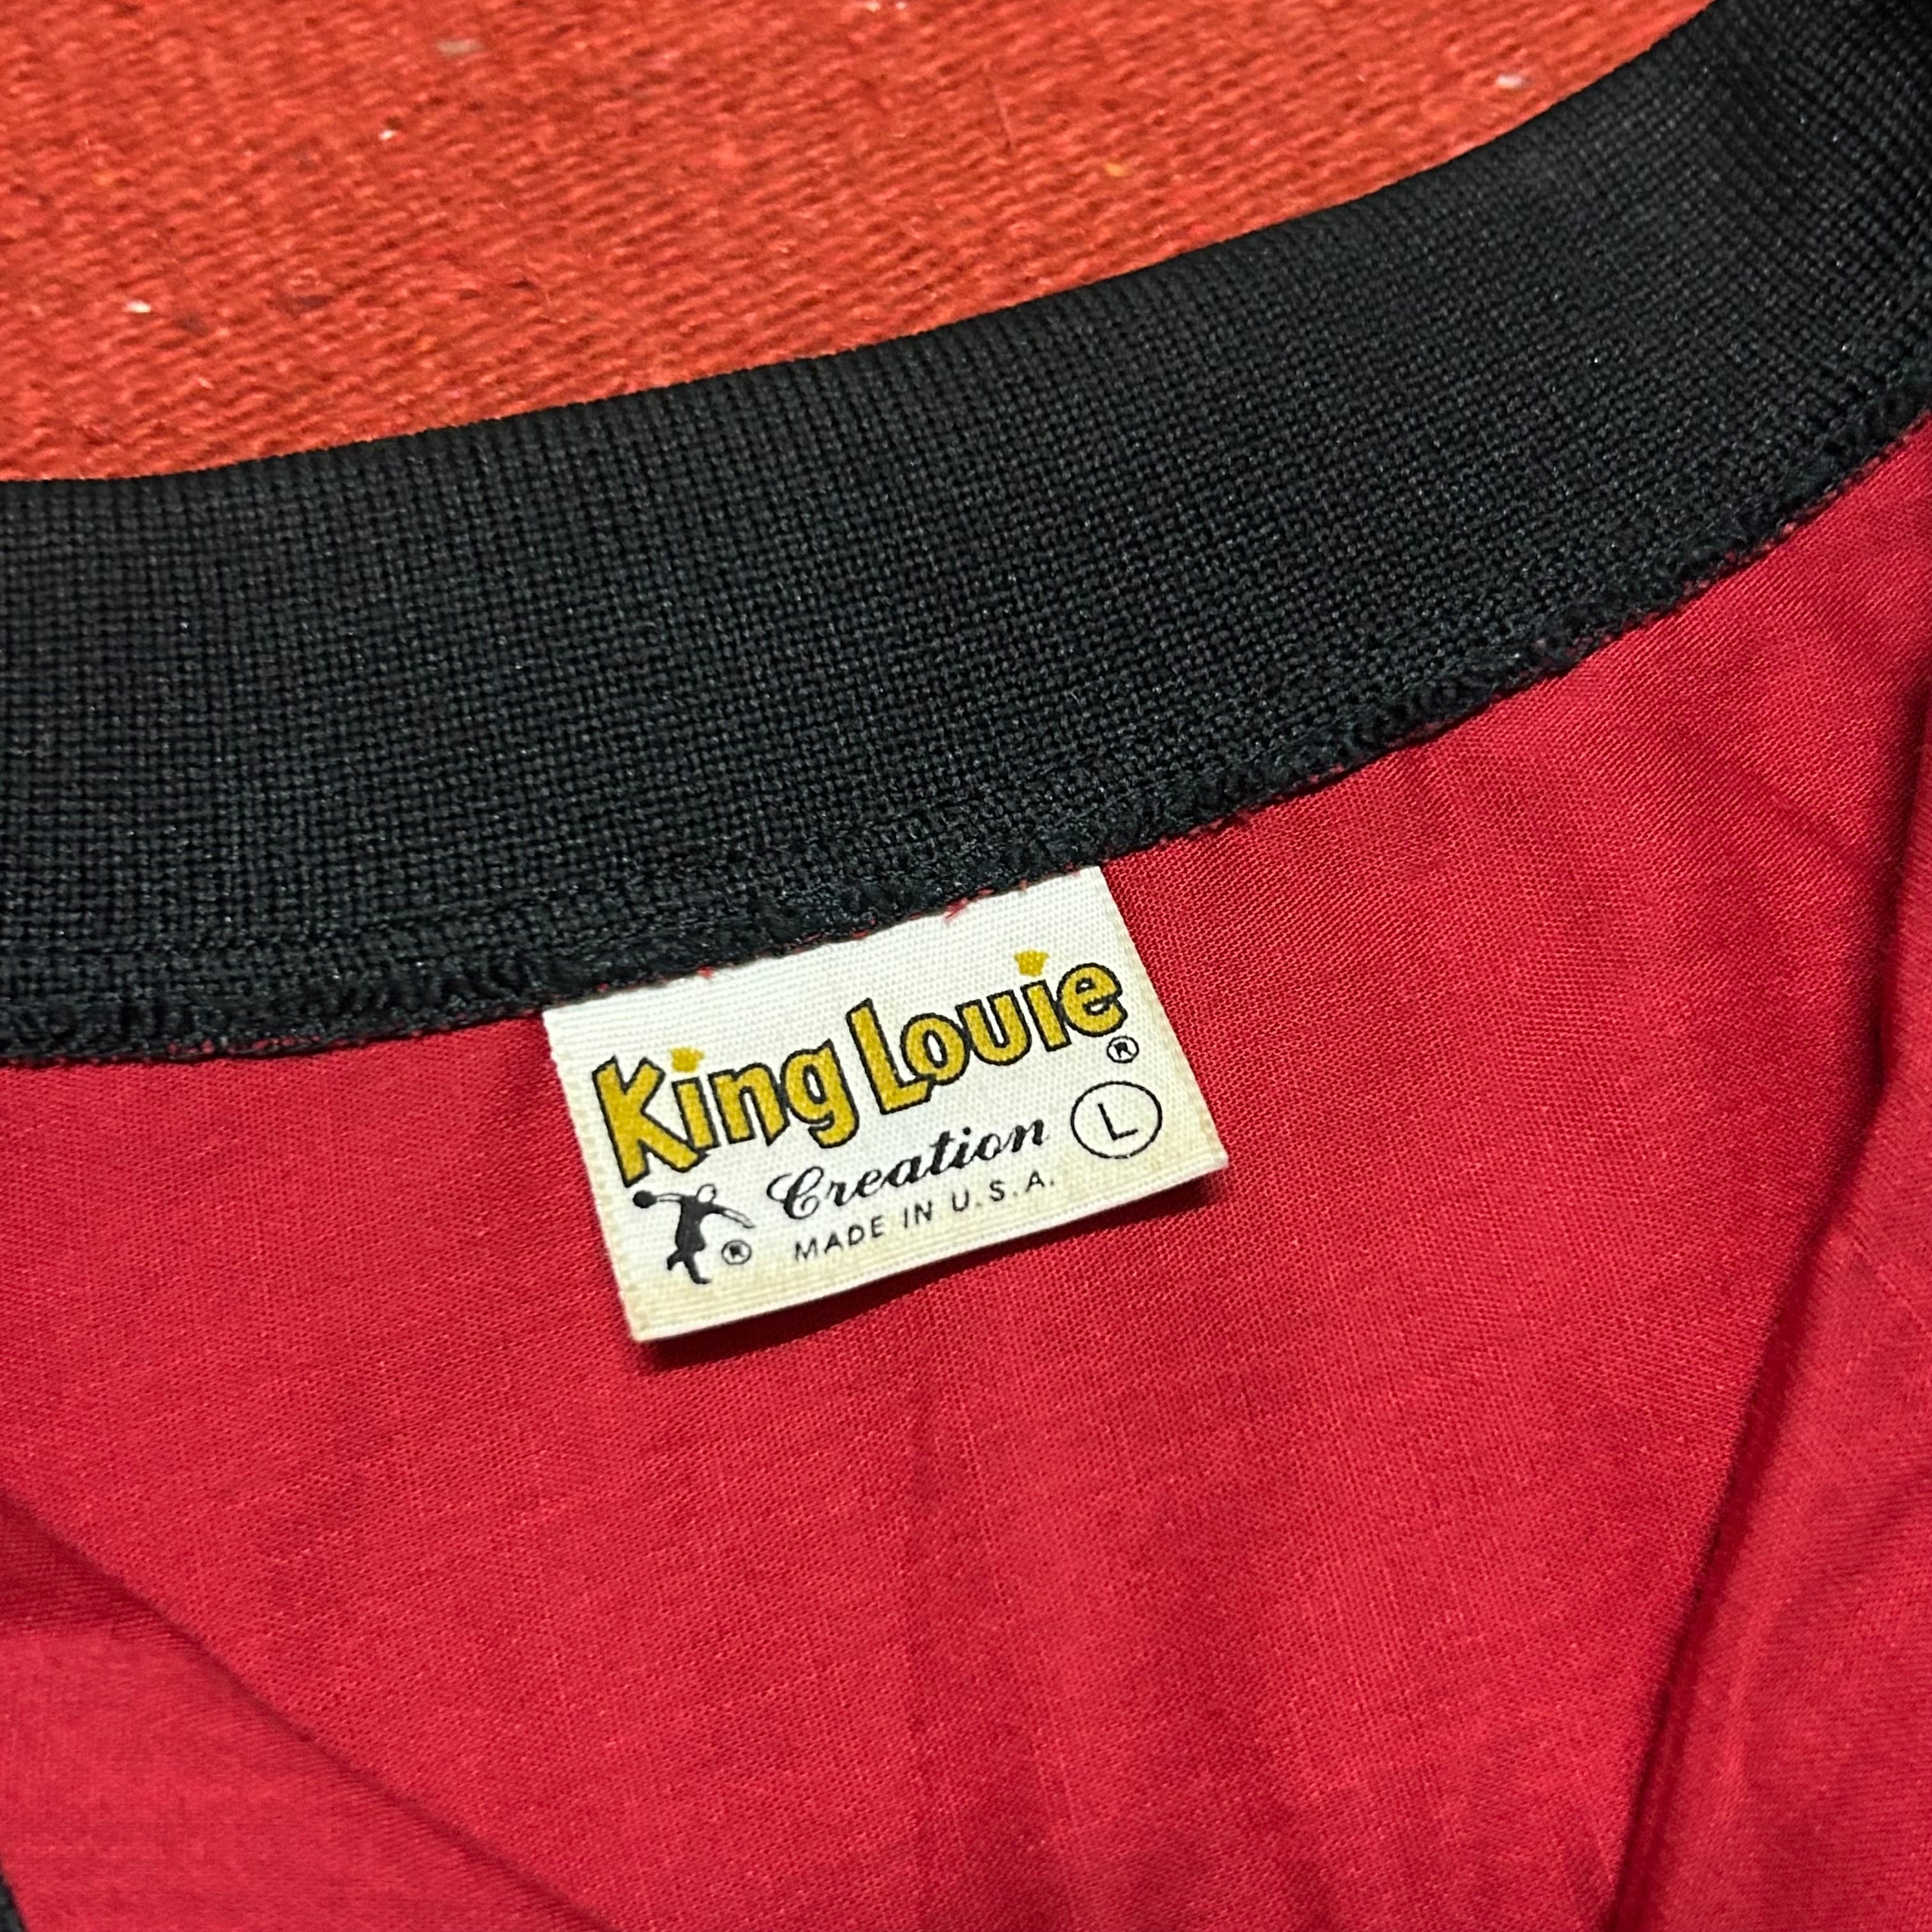 King Louie ®
Creation L
® MADE IN U.S.A.